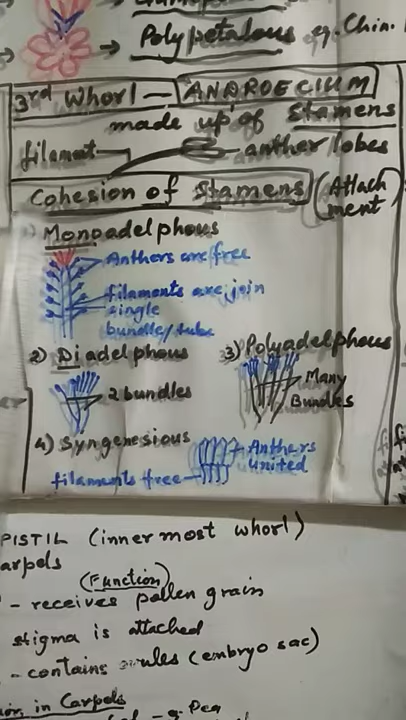 → Polypetalous eg. Chin.
3rd Whorl — ANDROECIUM
made up of Stamens
filament anther lobes
Cohesion of Stamens (Attachment)
1) Monoadelphous
Anthers are free
filaments are join
single
bundle/tube
2) Diadelphous 3) Polyadelphous
2 bundles Many
Bundles
4) Syngenesious
Anthers
united
filaments free
PISTIL (inner most whorl)
arpels
(Function)
- receives pollen grain
stigma is attached
- contains ovules (embryo sac)
in Carpels
eg. Pea